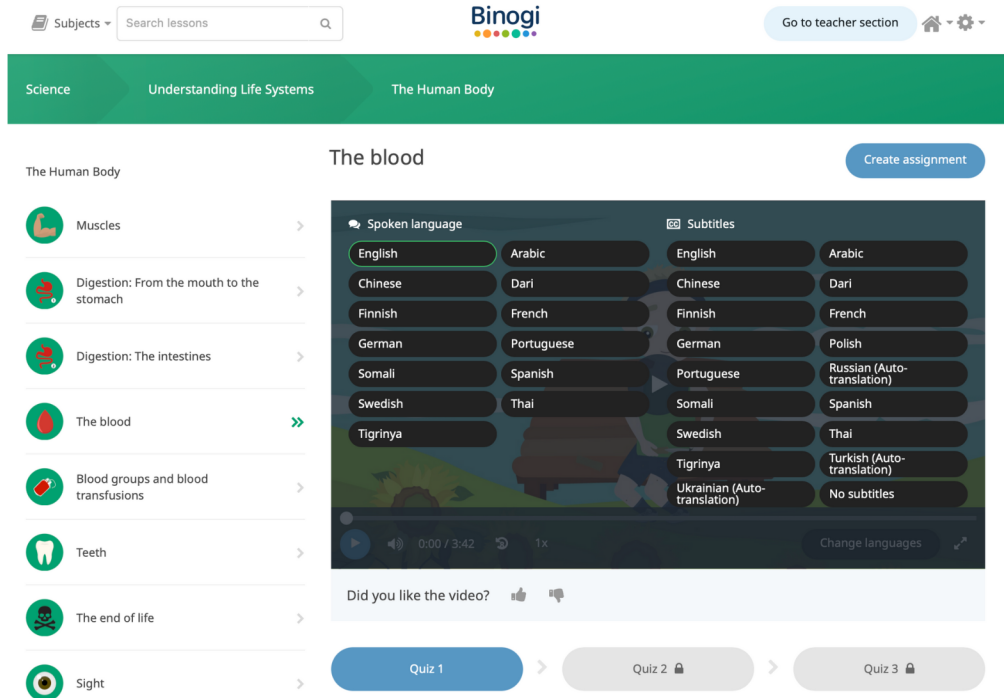 Subjects
Search lessons
Binogi
Go to teacher section
Science
Understanding Life Systems
The Human Body
The Human Body
Muscles
Digestion: From the mouth to the
stomach
Digestion: The intestines
The blood
Blood groups and blood
transfusions
Teeth
The end of life
Sight
The blood
Create assignment
Spoken language
English
Arabic
Chinese
Dari
Finnish
French
German
Portuguese
Somali
Spanish
Swedish
Thai
Tigrinya
CC Subtitles
English
Arabic
Chinese
Dari
Finnish
French
German
Polish
Portuguese
Russian (Auto-
translation)
Somali
Spanish
Swedish
Thai
Tigrinya
Turkish (Auto-
translation)
Ukrainian (Auto-
translation)
No subtitles
0:00 / 3:42
1x
Change languages
Did you like the video?
Quiz 1
Quiz 2
Quiz 3